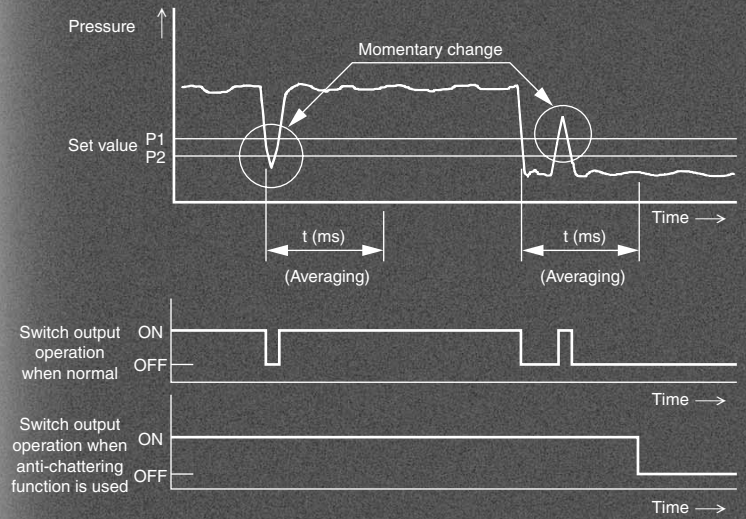 Pressure
Momentary change
Set value
P1
P2
Time
t (ms)
t (ms)
(Averaging)
(Averaging)
Switch output
operation
when normal
ON
OFF
Time
Switch output
operation when
anti-chattering
function is used
ON
OFF
Time